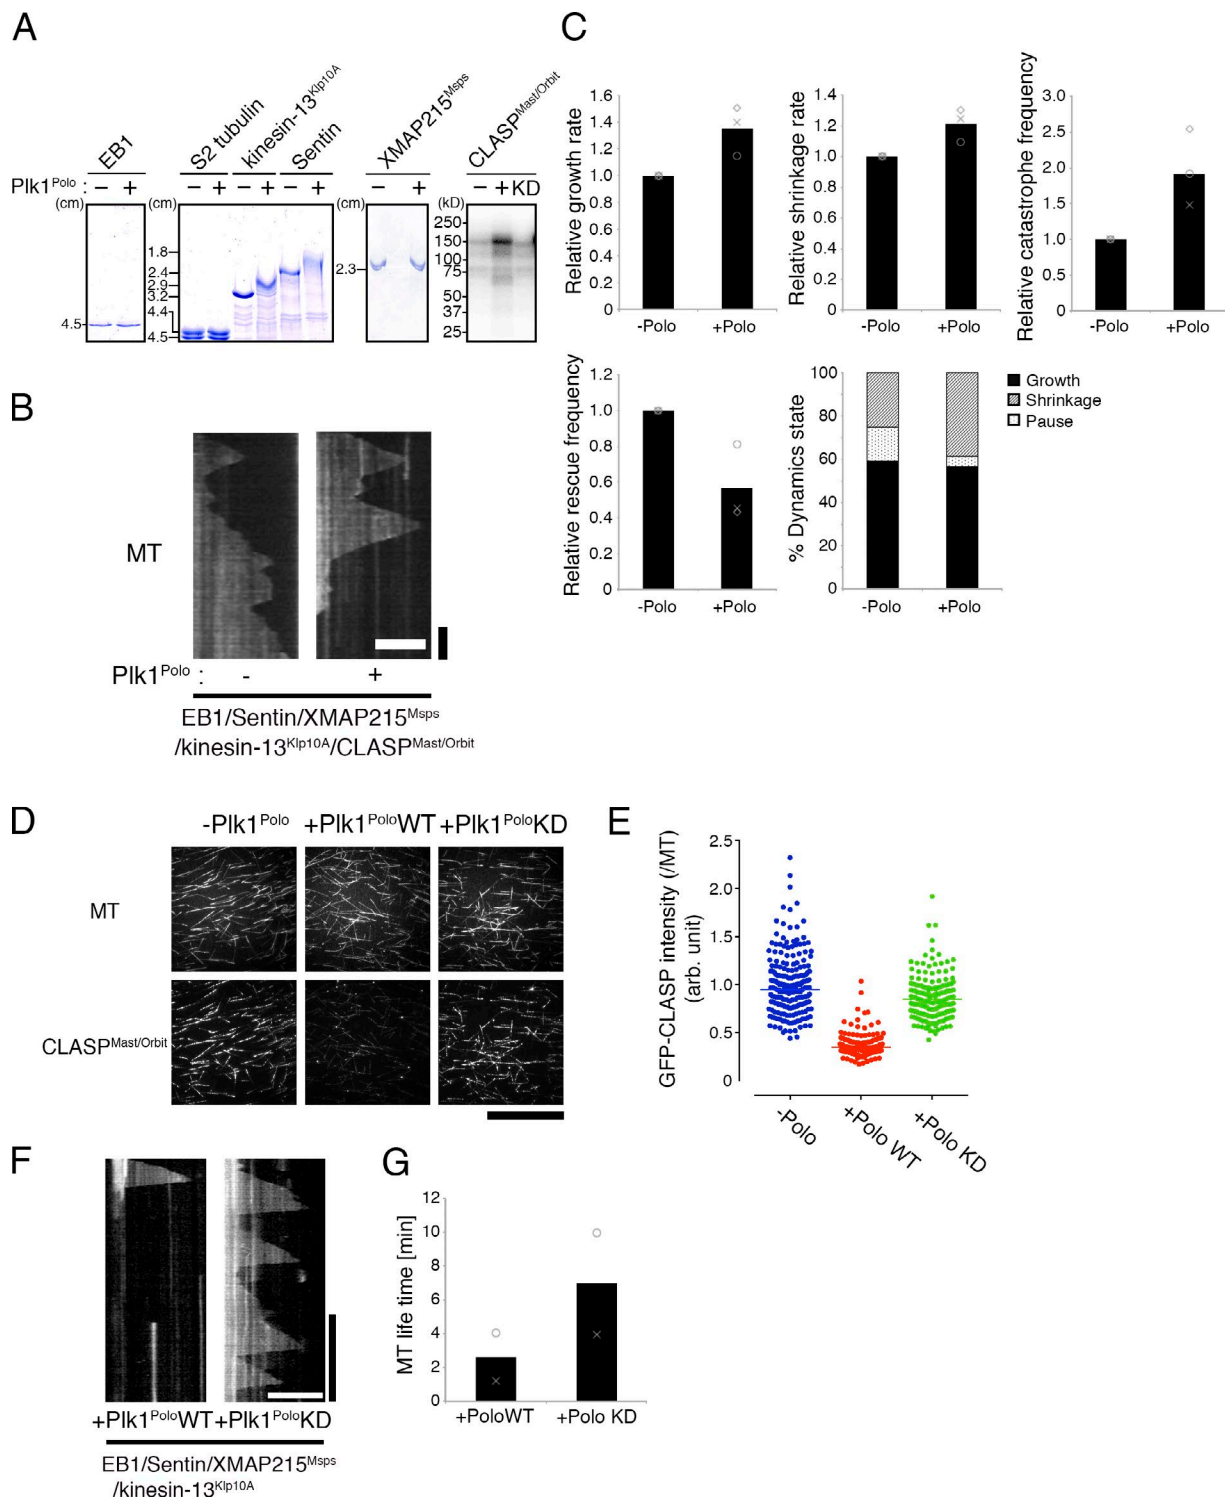 A
EB1
S2 tubulin
kinesin-13Klp10A
Sentin
XMAP215Msps
CLASPMast/Orbit
Plk1Polo : – + – + – + – + – + – + KD
(cm) (cm) (cm) (kD)
4.5
1.8
2.4
2.9
3.2
4.4
4.5
2.3
250
150
100
75
50
37
25
B
MT
Plk1Polo : - +
EB1/Sentin/XMAP215Msps
/kinesin-13Klp10A/CLASPMast/Orbit
C
Relative growth rate
1.6
1.4
1.2
1.0
0.8
0.6
0.4
0.2
0
-Polo +Polo
Relative shrinkage rate
1.4
1.2
1.0
0.8
0.6
0.4
0.2
0
-Polo +Polo
Relative catastrophe frequency
3.0
2.5
2.0
1.5
1.0
0.5
0
-Polo +Polo
Relative rescue frequency
1.2
1.0
0.8
0.6
0.4
0.2
0
-Polo +Polo
% Dynamics state
100
80
60
40
20
0
-Polo +Polo
Growth
Shrinkage
Pause
D
-Plk1Polo +Plk1PoloWT +Plk1PoloKD
MT
CLASPMast/Orbit
E
GFP-CLASP intensity (/MT)
(arb. unit)
2.5
2.0
1.5
1.0
0.5
0
-Polo
+Polo WT
+Polo KD
F
+Plk1PoloWT +Plk1PoloKD
EB1/Sentin/XMAP215Msps
/kinesin-13Klp10A
G
MT life time [min]
12
10
8
6
4
2
0
+PoloWT +Polo KD